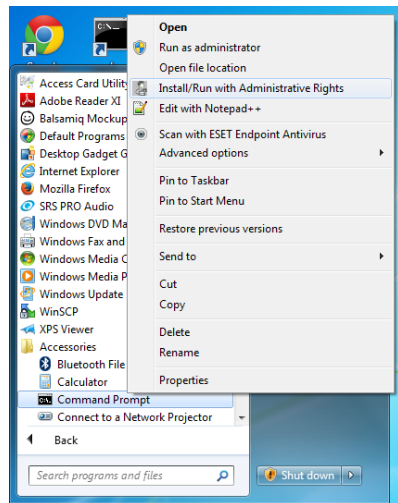 Open
Run as administrator
Open file location
Install/Run with Administrative Rights
Edit with Notepad++
Scan with ESET Endpoint Antivirus
Advanced options
Pin to Taskbar
Pin to Start Menu
Restore previous versions
Send to
Cut
Copy
Delete
Rename
Properties
Access Card Utility
Adobe Reader XI
Balsamiq Mockup
Default Programs
Desktop Gadget G
Internet Explorer
Mozilla Firefox
SRS PRO Audio
Windows DVD Ma
Windows Fax and
Windows Media C
Windows Media P
Windows Update
WinSCP
XPS Viewer
Accessories
Bluetooth File
Calculator
Command Prompt
Connect to a Network Projector
Back
Search programs and files
Shut down